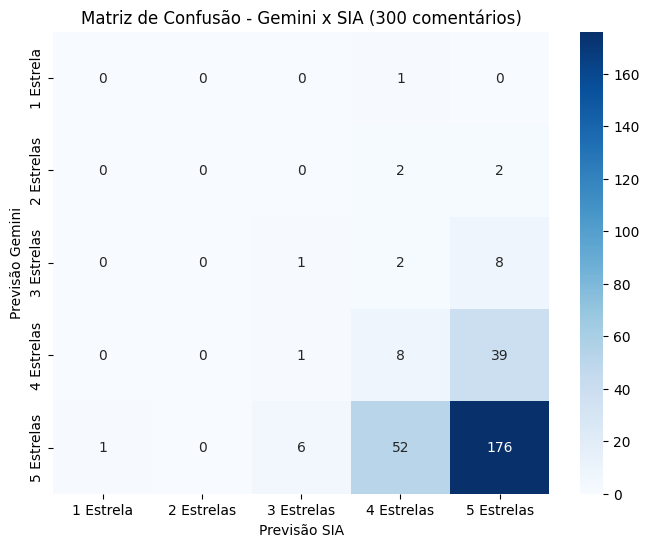 Matriz de Confusão - Gemini x SIA (300 comentários)
1 Estrela 0 0 0 1 0
2 Estrelas 0 0 0 2 2
3 Estrelas 0 0 1 2 8
4 Estrelas 0 0 1 8 39
5 Estrelas 1 0 6 52 176
1 Estrela 2 Estrelas 3 Estrelas 4 Estrelas 5 Estrelas
Previsão SIA
Previsão Gemini
160
140
120
100
80
60
40
20
0